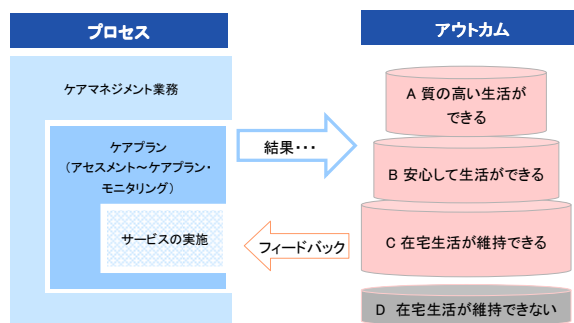 プロセス
ケアマネジメント業務
ケアプラン
(アセスメント～ケアプラン・
モニタリング)
サービスの実施
結果・・・
フィードバック
アウトカム
A 質の高い生活が
できる
B 安心して生活ができる
C 在宅生活が維持できる
D 在宅生活が維持できない